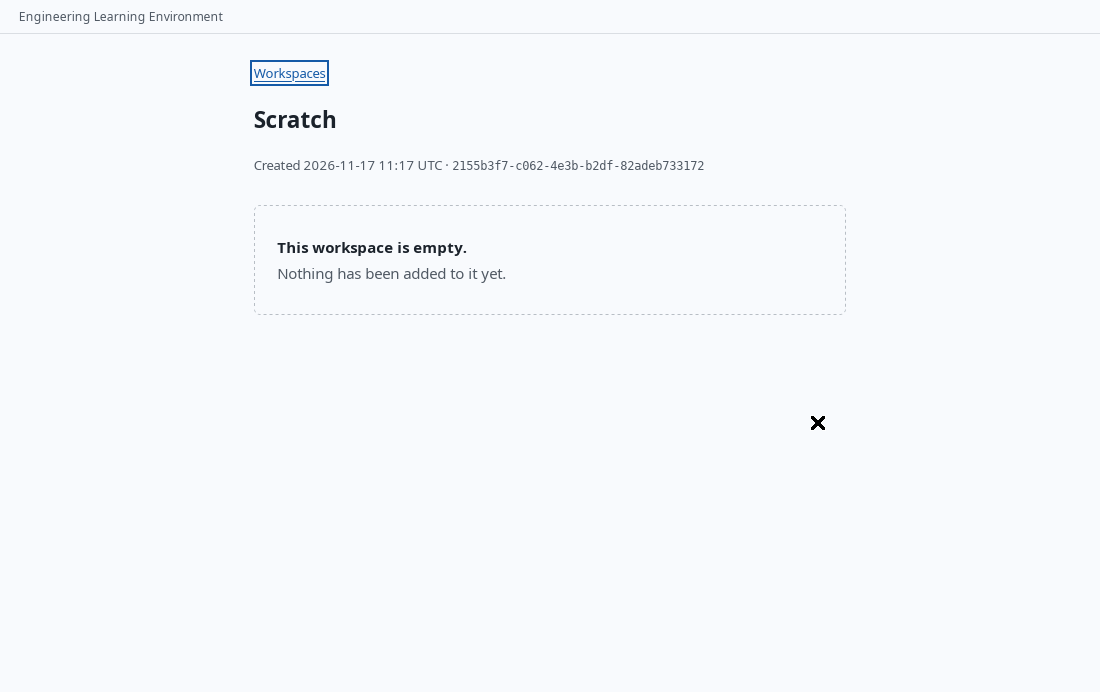 Engineering Learning Environment
Workspaces
Scratch
Created 2026-11-17 11:17 UTC · 2155b3f7-c062-4e3b-b2df-82adeb733172
This workspace is empty.
Nothing has been added to it yet.